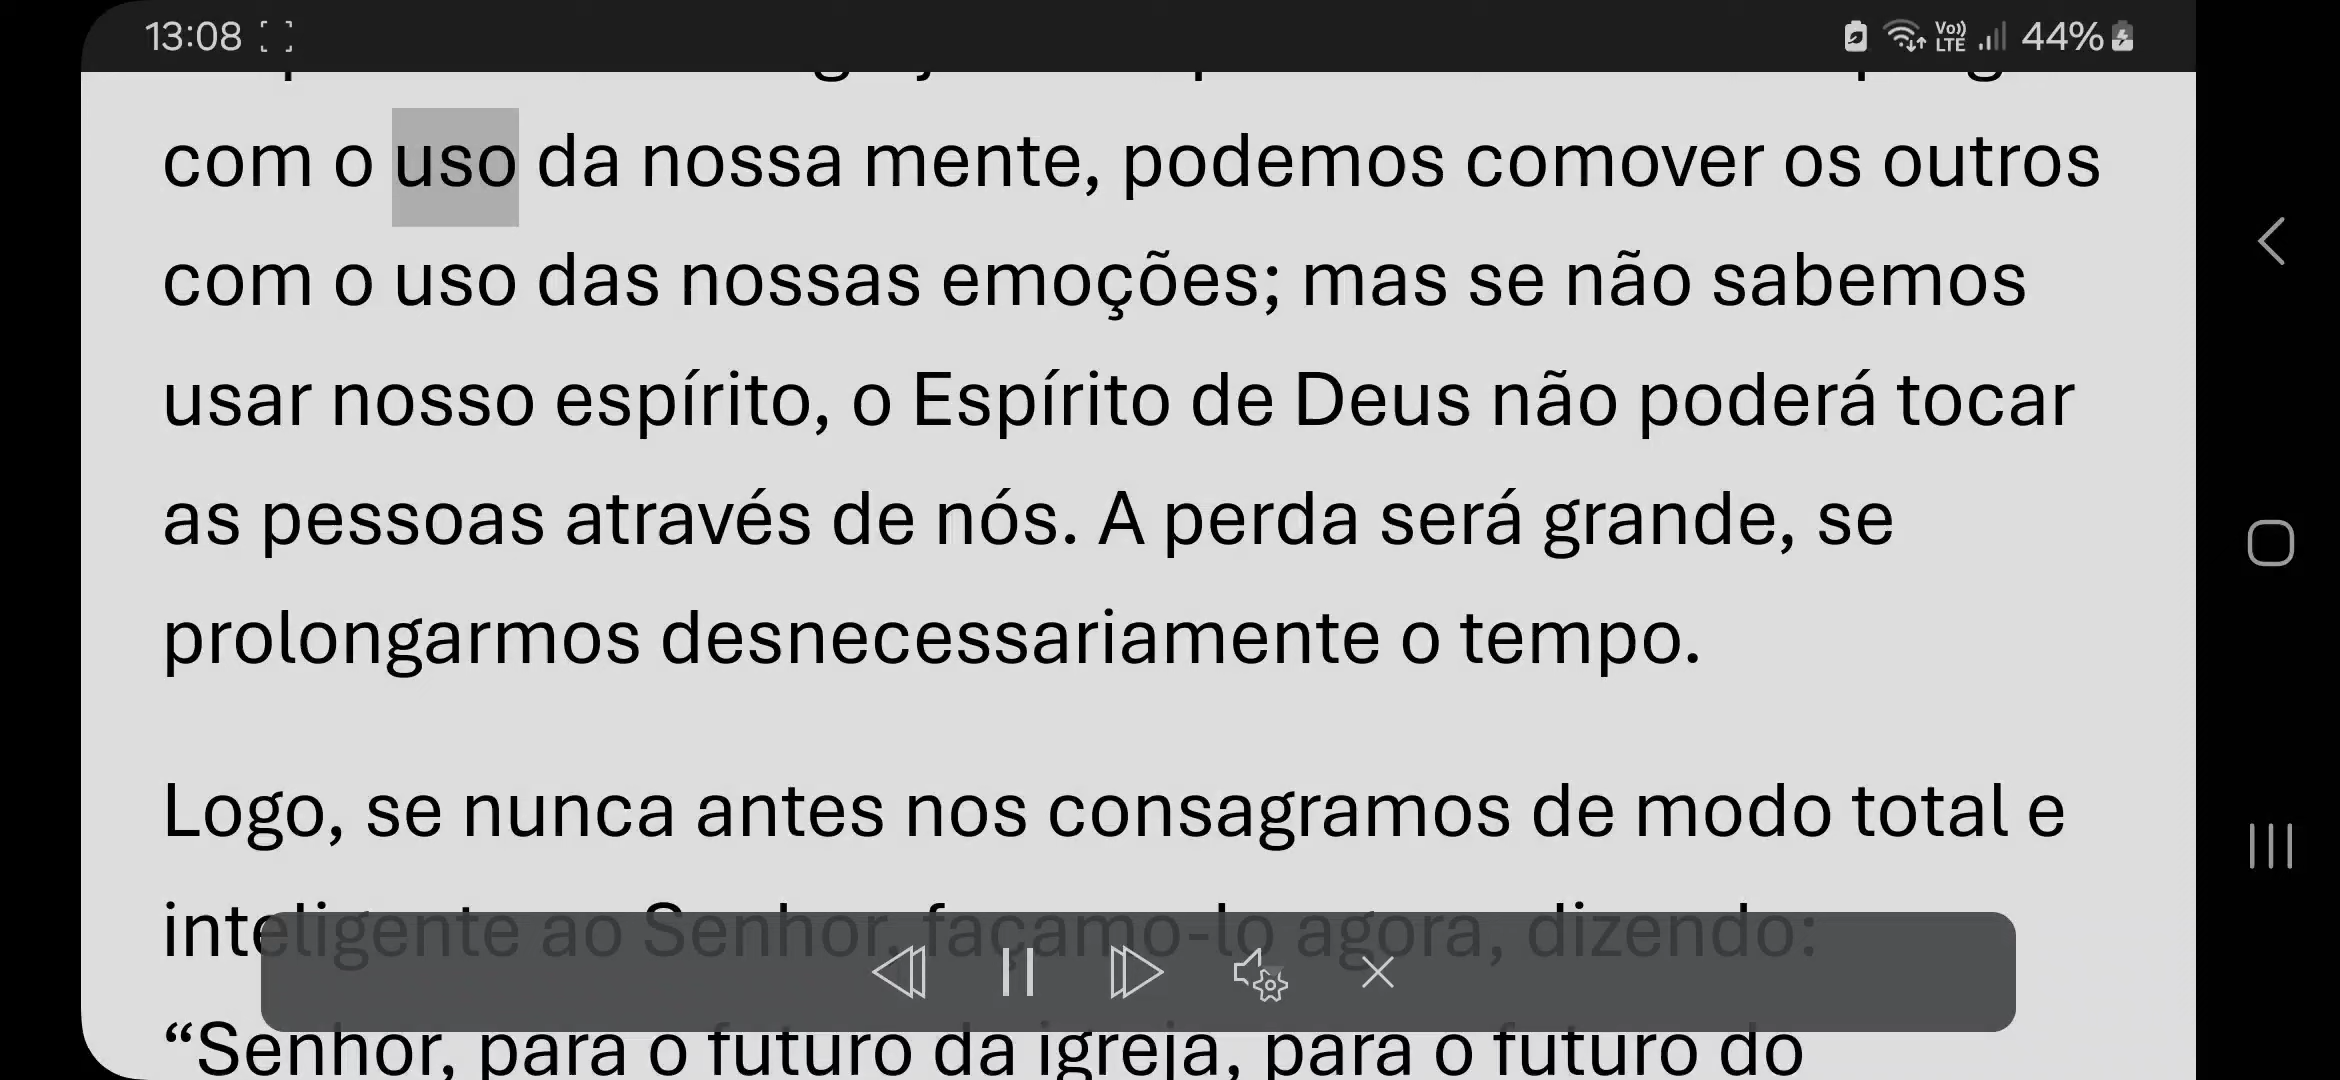 13:08
Vo)) LTE 44%
com o uso da nossa mente, podemos comover os outros
com o uso das nossas emoções; mas se não sabemos
usar nosso espírito, o Espírito de Deus não poderá tocar
as pessoas através de nós. A perda será grande, se
prolongarmos desnecessariamente o tempo.
Logo, se nunca antes nos consagramos de modo total e
inteligente ao Senhor, façamo-lo agora, dizendo:
“Senhor, para o futuro da igreja, para o futuro do